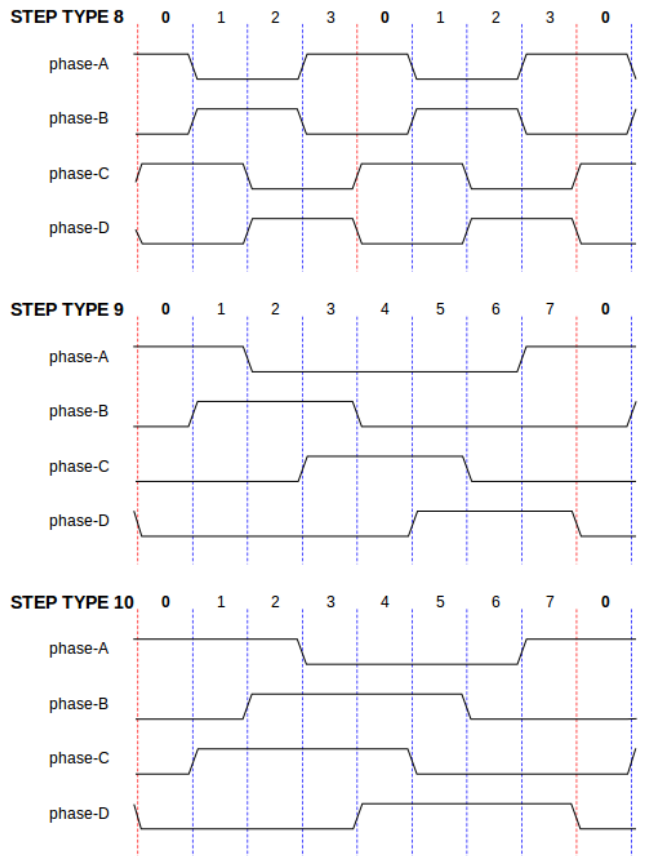 STEP TYPE 8 0 1 2 3 0 1 2 3 0
phase-A
phase-B
phase-C
phase-D
STEP TYPE 9 0 1 2 3 4 5 6 7 0
phase-A
phase-B
phase-C
phase-D
STEP TYPE 10 0 1 2 3 4 5 6 7 0
phase-A
phase-B
phase-C
phase-D